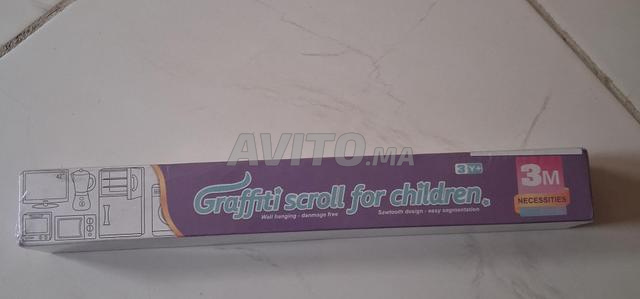 AVITO.MA
3Y+
Graffiti scroll for children
Wall hanging - danmage free
Sawtooth design - easy segmentation
3M
NECESSITIES